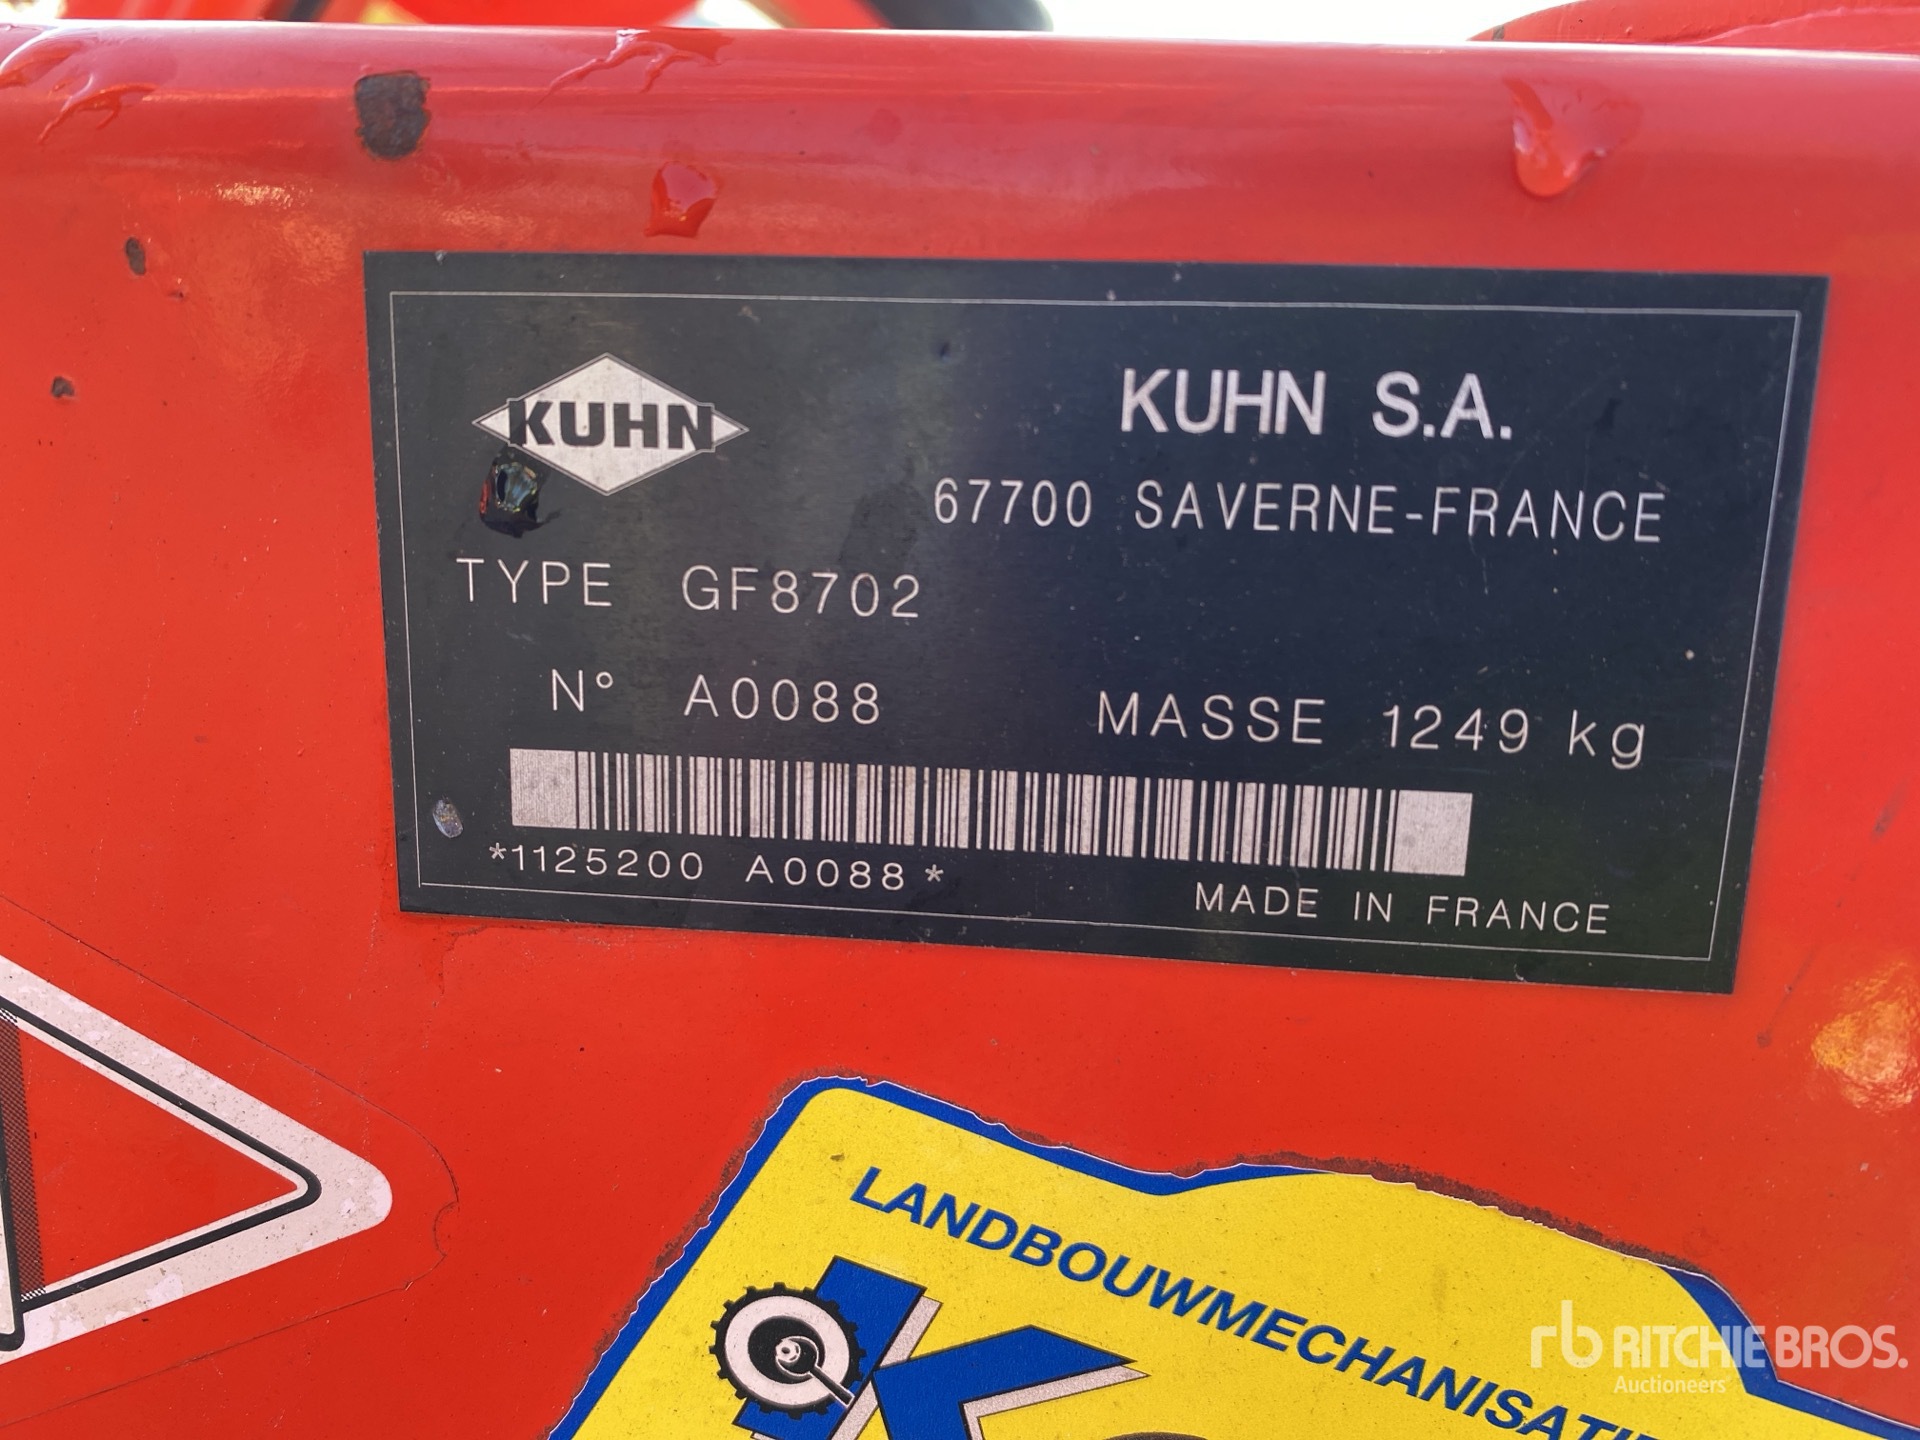 KUHN
KUHN S.A.
67700 SAVERNE-FRANCE
TYPE GF8702
N° A0088
MASSE 1249 kg
*1125200 A0088*
MADE IN FRANCE
LANDBOUWMECHANISATI
K
rb RITCHIE BROS.
Auctioneers